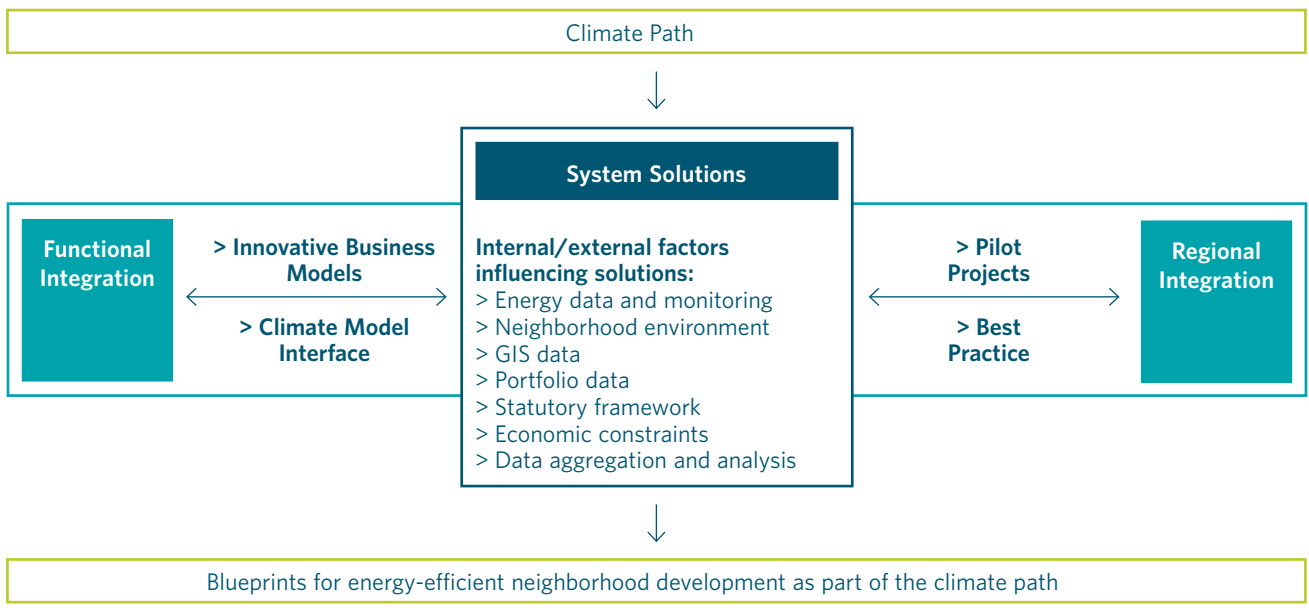 Climate Path
System Solutions
Functional
Integration
> Innovative Business
Models
> Climate Model
Interface
Internal/external factors
influencing solutions:
> Energy data and monitoring
> Neighborhood environment
> GIS data
> Portfolio data
> Statutory framework
> Economic constraints
> Data aggregation and analysis
> Pilot
Projects
> Best
Practice
Regional
Integration
Blueprints for energy-efficient neighborhood development as part of the climate path